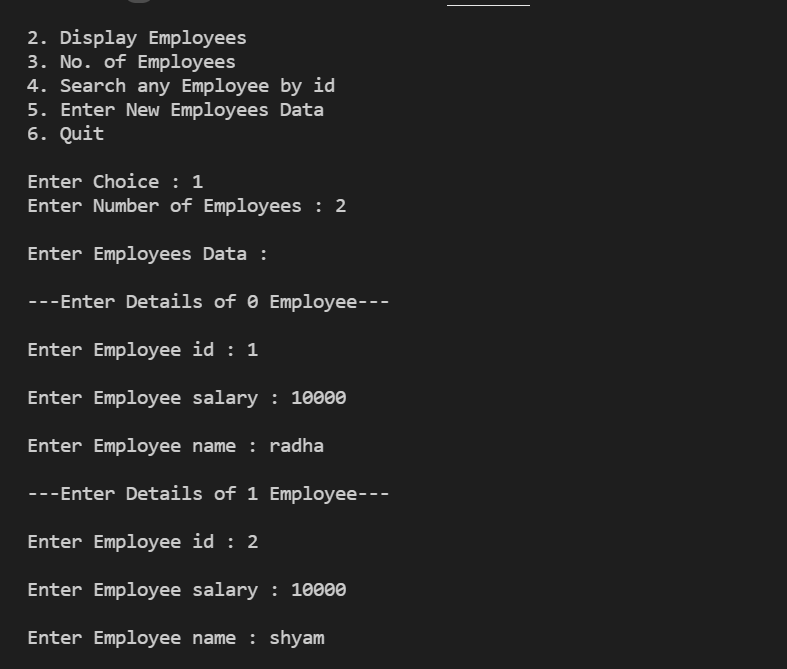 2. Display Employees
3. No. of Employees
4. Search any Employee by id
5. Enter New Employees Data
6. Quit
Enter Choice : 1
Enter Number of Employees : 2
Enter Employees Data :
---Enter Details of 0 Employee---
Enter Employee id : 1
Enter Employee salary : 10000
Enter Employee name : radha
---Enter Details of 1 Employee---
Enter Employee id : 2
Enter Employee salary : 10000
Enter Employee name : shyam